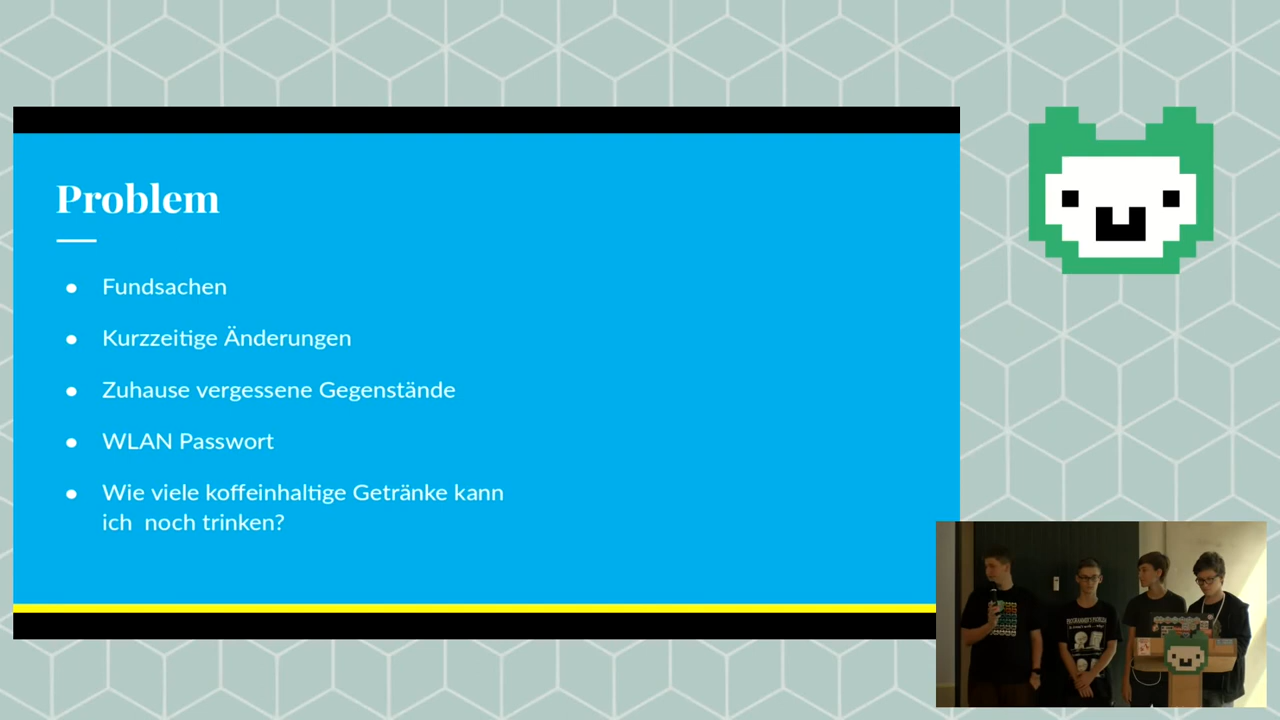 Problem
Fundsachen
Kurzzeitige Änderungen
Zuhause vergessene Gegenstände
WLAN Passwort
Wie viele koffeinhaltige Getränke kann
ich noch trinken?